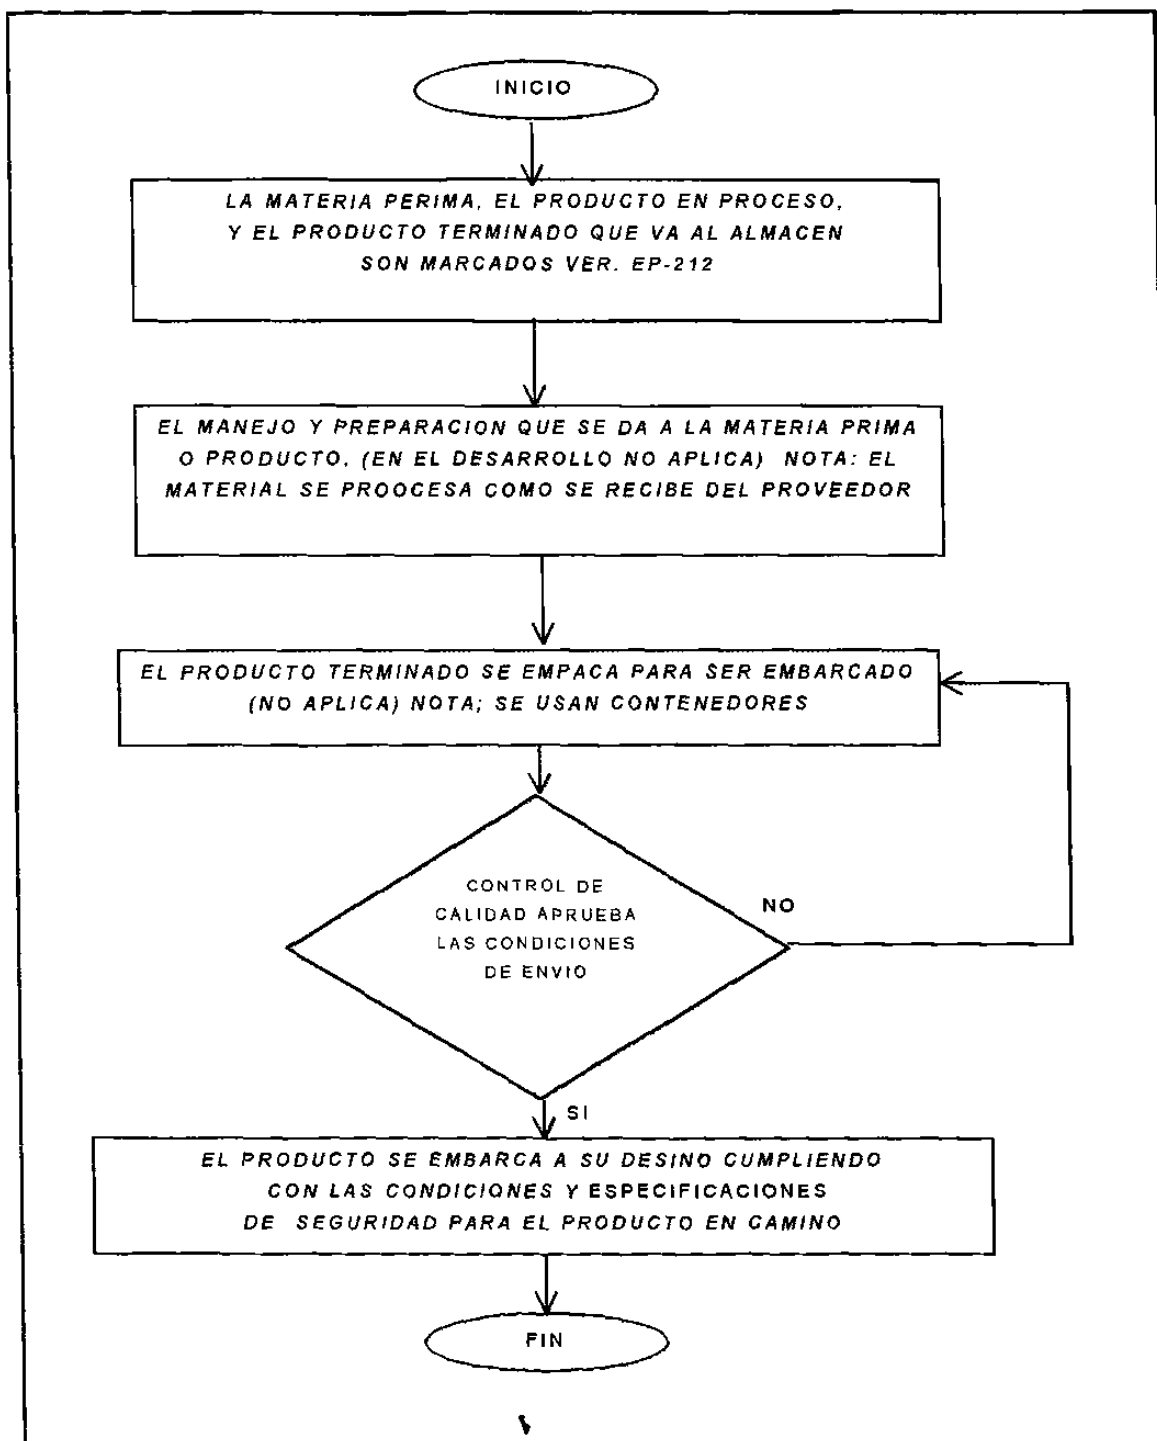 INICIO
LA MATERIA PERIMA, EL PRODUCTO EN PROCESO,
Y EL PRODUCTO TERMINADO QUE VA AL ALMACEN
SON MARCADOS VER. EP-212
EL MANEJO Y PREPARACION QUE SE DA A LA MATERIA PRIMA
O PRODUCTO, (EN EL DESARROLLO NO APLICA) NOTA: EL
MATERIAL SE PROOCESA COMO SE RECIBE DEL PROVEEDOR
EL PRODUCTO TERMINADO SE EMPACA PARA SER EMBARCADO
(NO APLICA) NOTA; SE USAN CONTENEDORES
CONTROL DE
CALIDAD APRUEBA
LAS CONDICIONES
DE ENVIO
NO
SI
EL PRODUCTO SE EMBARCA A SU DESINO CUMPLIENDO
CON LAS CONDICIONES Y ESPECIFICACIONES
DE SEGURIDAD PARA EL PRODUCTO EN CAMINO
FIN